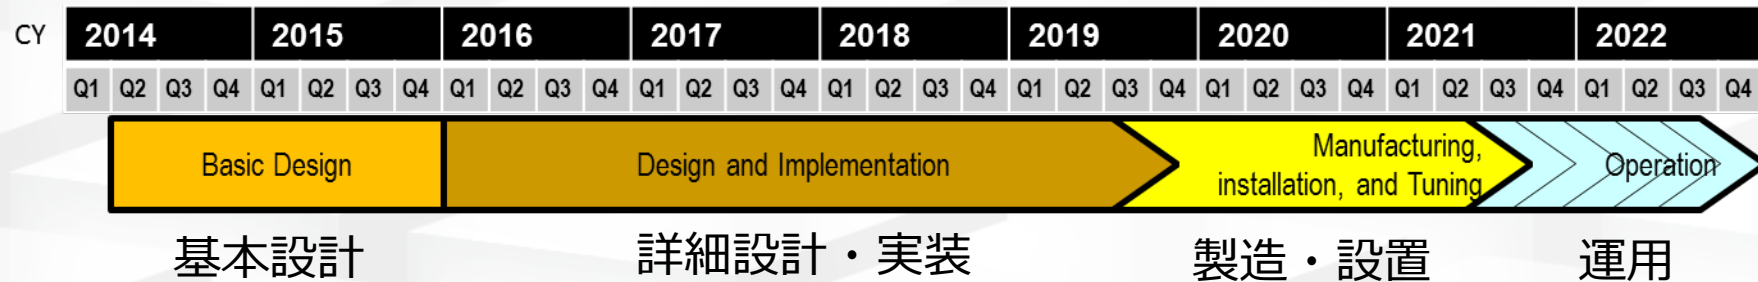 CY 2014 2015 2016 2017 2018 2019 2020 2021 2022
Q1 Q2 Q3 Q4 Q1 Q2 Q3 Q4 Q1 Q2 Q3 Q4 Q1 Q2 Q3 Q4 Q1 Q2 Q3 Q4 Q1 Q2 Q3 Q4 Q1 Q2 Q3 Q4 Q1 Q2 Q3 Q4 Q1 Q2 Q3 Q4
Basic Design
Design and Implementation
Manufacturing,
installation, and Tuning
Operation
基本設計
詳細設計・実装
製造・設置
運用